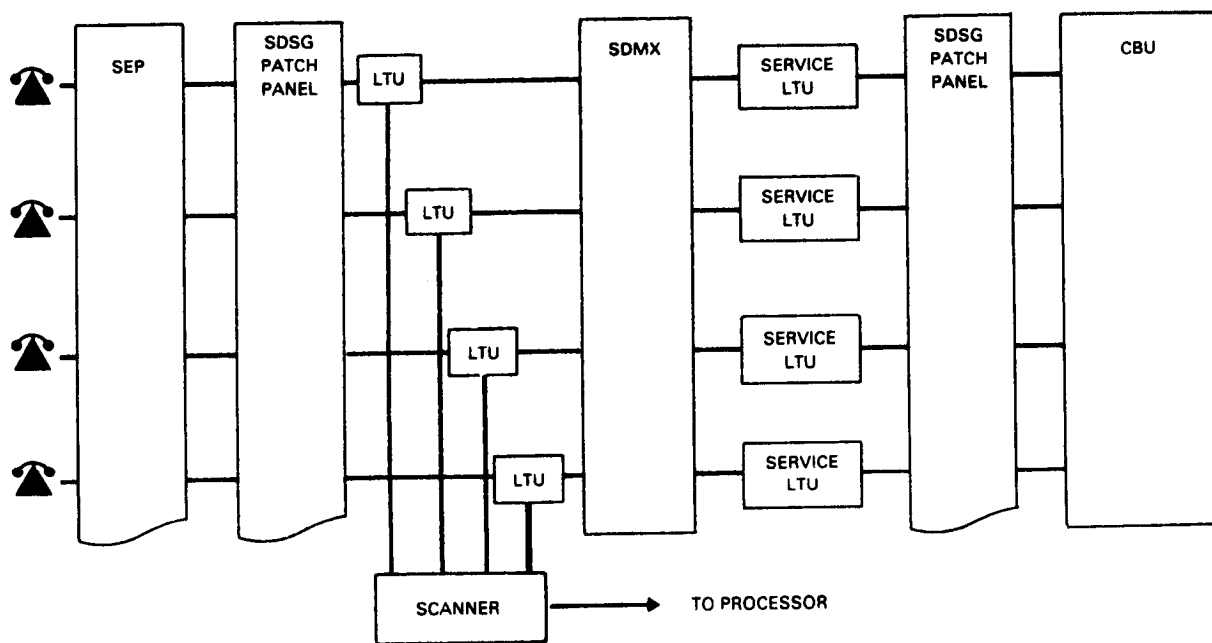 SEP
SDSG
PATCH
PANEL
LTU
SDMX
SERVICE
LTU
SDSG
PATCH
PANEL
CBU
LTU
SERVICE
LTU
LTU
SERVICE
LTU
LTU
SERVICE
LTU
SCANNER
TO PROCESSOR